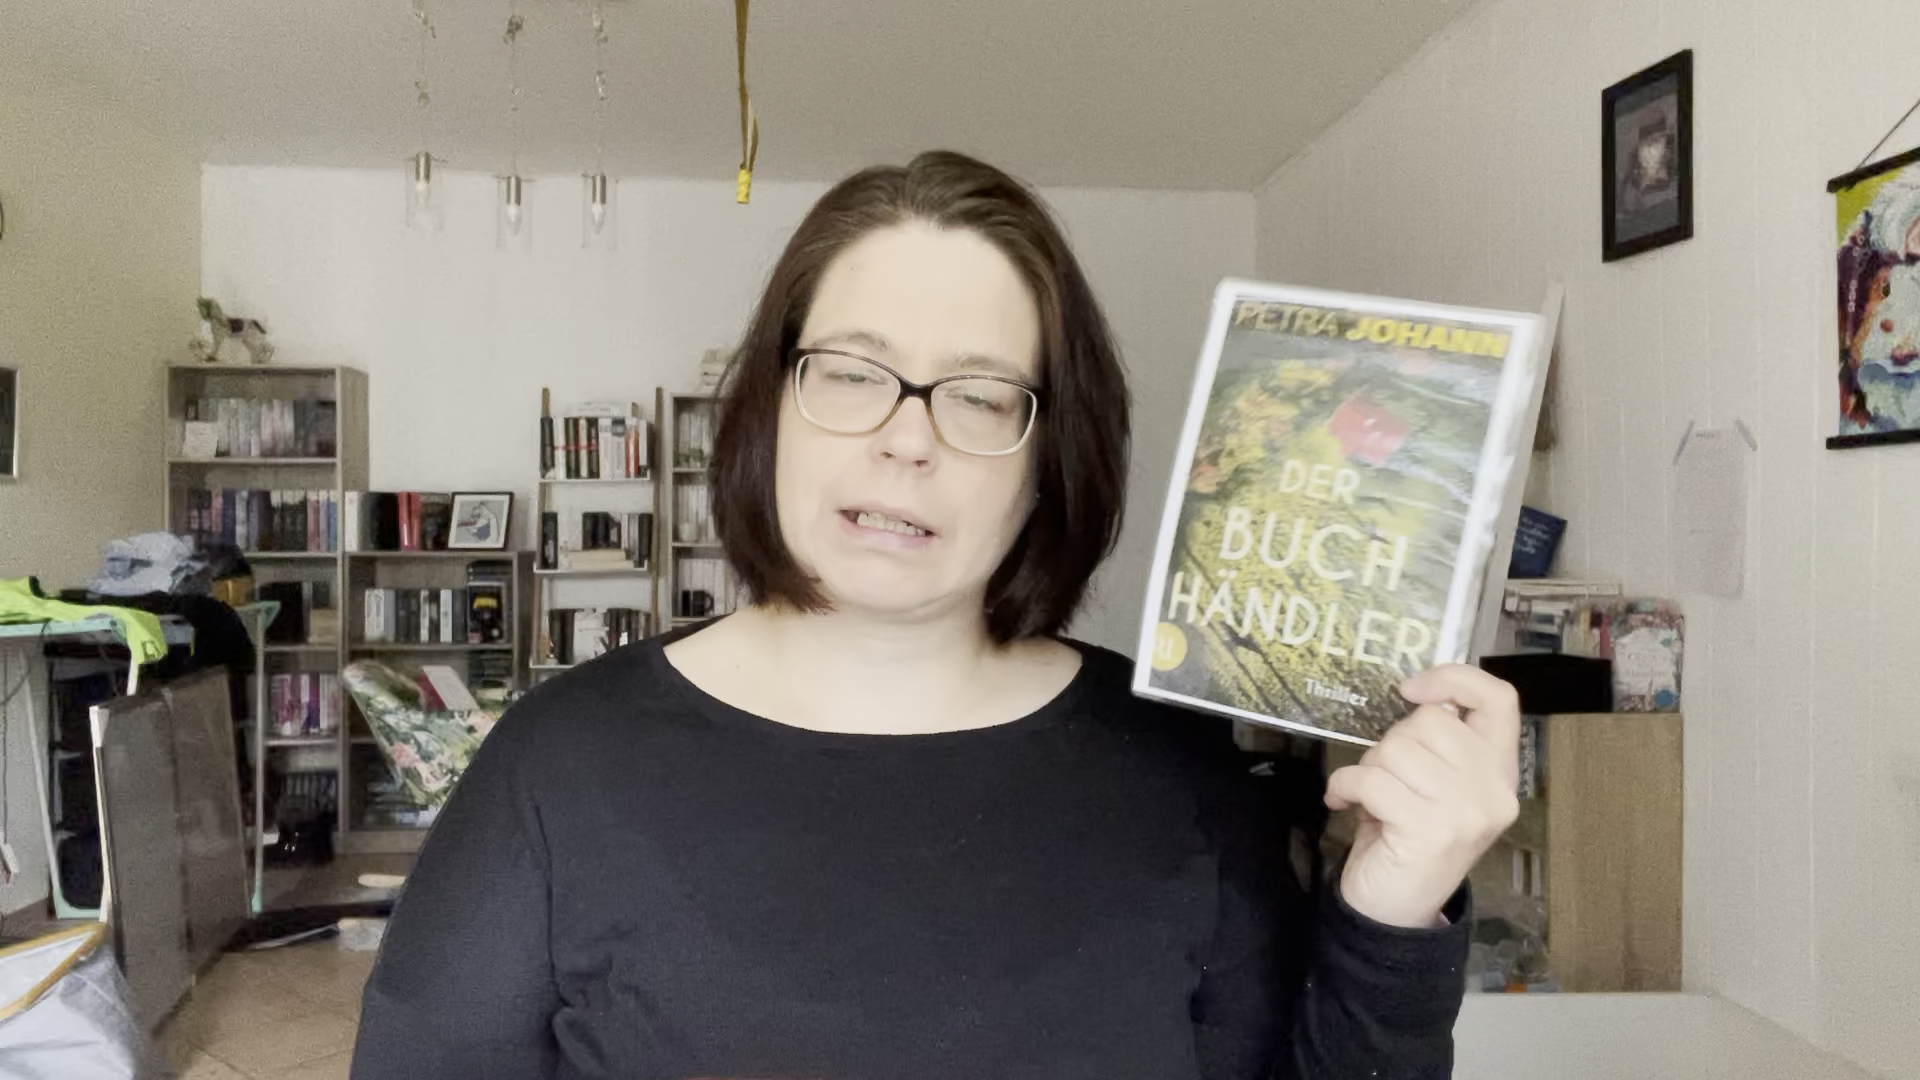 PETRA JOHANN
DER
BUCH
HÄNDLER
Thriller